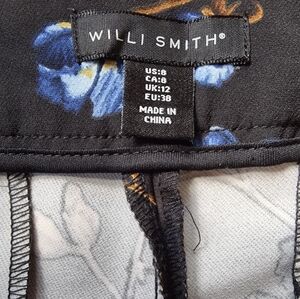 WILLI SMITH®
US:8
CA:8
UK:12
EU:38
MADE IN
CHINA